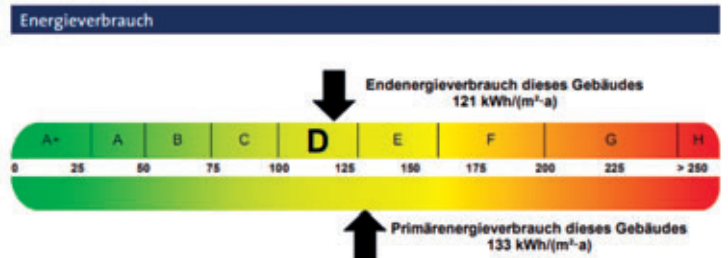 Energieverbrauch
Endenergieverbrauch dieses Gebäudes
121 kWh/(m²·a)
A+ A B C D E F G H
0 25 50 75 100 125 150 175 200 225 > 250
Primärenergieverbrauch dieses Gebäudes
133 kWh/(m²·a)